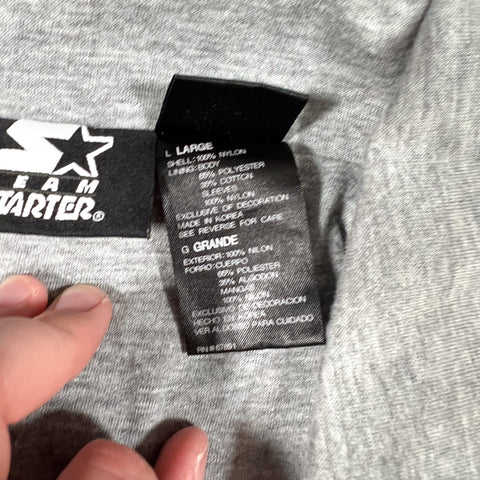 TEAM
STARTER®
L LARGE
SHELL: 100% NYLON
LINING: BODY
65% POLYESTER
35% COTTON
SLEEVES
100% NYLON
EXCLUSIVE OF DECORATION
MADE IN KOREA
SEE REVERSE FOR CARE
G GRANDE
EXTERIOR: 100% NILON
FORRO: CUERPO
65% POLIESTER
35% ALGODON
MANGAS
100% NILON
EXCLUSIVO DE DECORACION
HECHO EN KOREA
VER AL DORSO PARA CUIDADO
RN # 67891